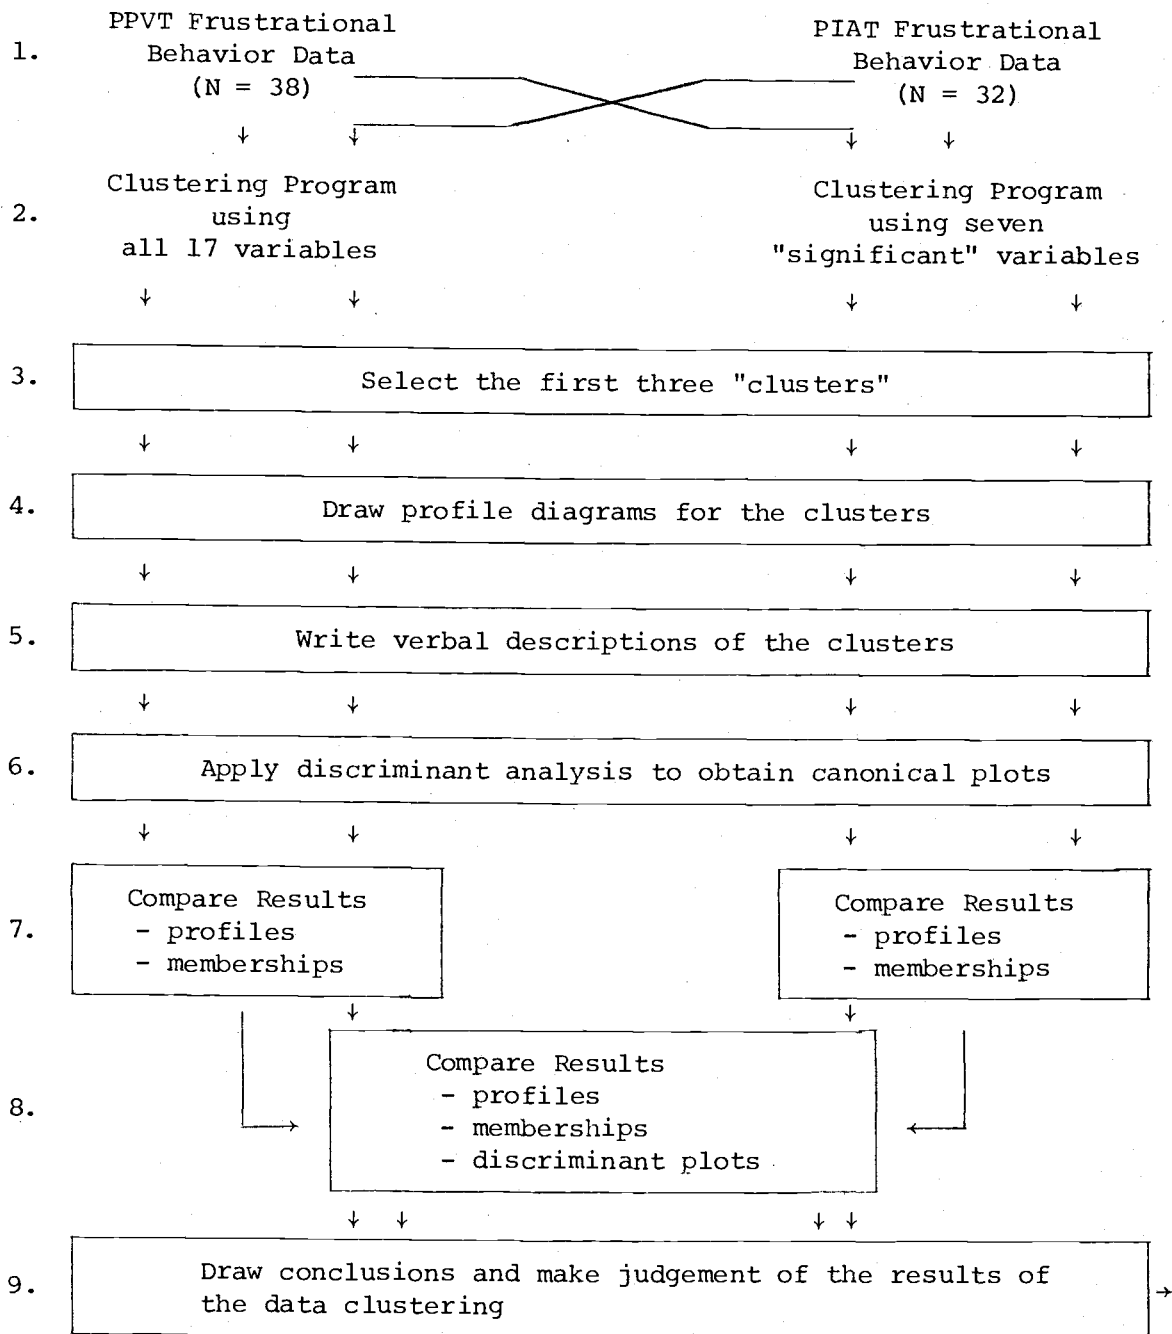 1.
PPVT Frustrational
Behavior Data
(N = 38)
PIAT Frustrational
Behavior Data
(N = 32)
2.
Clustering Program
using
all 17 variables
Clustering Program
using seven
"significant" variables
3.
Select the first three "clusters"
4.
Draw profile diagrams for the clusters
5.
Write verbal descriptions of the clusters
6.
Apply discriminant analysis to obtain canonical plots
7.
Compare Results
- profiles
- memberships
Compare Results
- profiles
- memberships
8.
Compare Results
- profiles
- memberships
- discriminant plots
9.
Draw conclusions and make judgement of the results of
the data clustering